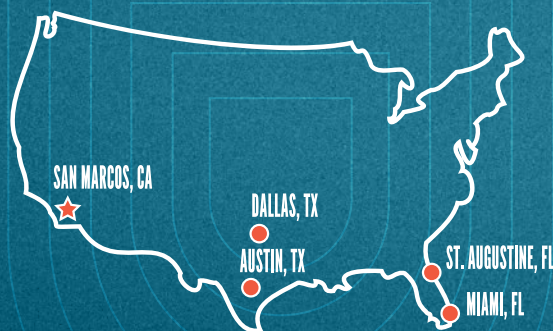 SAN MARCOS, CA
DALLAS, TX
AUSTIN, TX
ST. AUGUSTINE, FL
MIAMI, FL